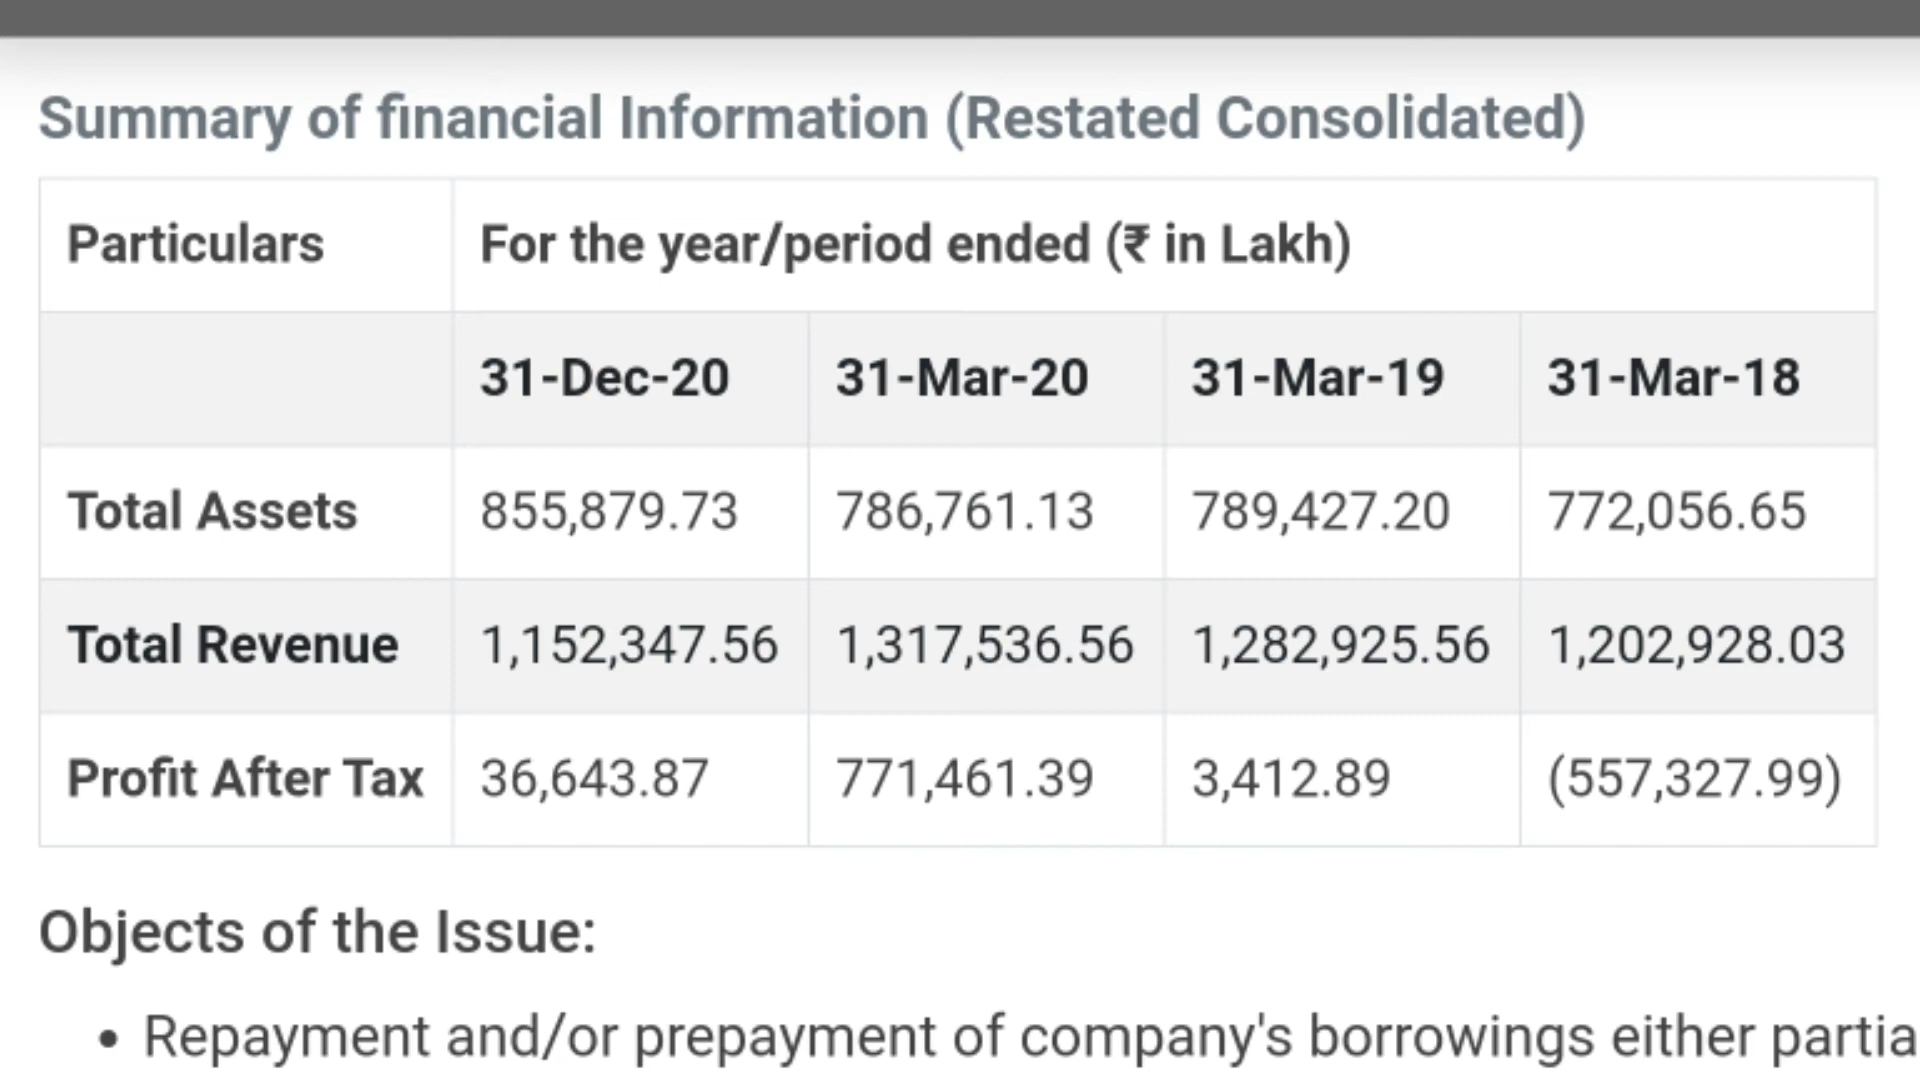 Summary of financial Information (Restated Consolidated)
Particulars For the year/period ended (₹ in Lakh)
31-Dec-20 31-Mar-20 31-Mar-19 31-Mar-18
Total Assets 855,879.73 786,761.13 789,427.20 772,056.65
Total Revenue 1,152,347.56 1,317,536.56 1,282,925.56 1,202,928.03
Profit After Tax 36,643.87 771,461.39 3,412.89 (557,327.99)
Objects of the Issue:
• Repayment and/or prepayment of company's borrowings either partia